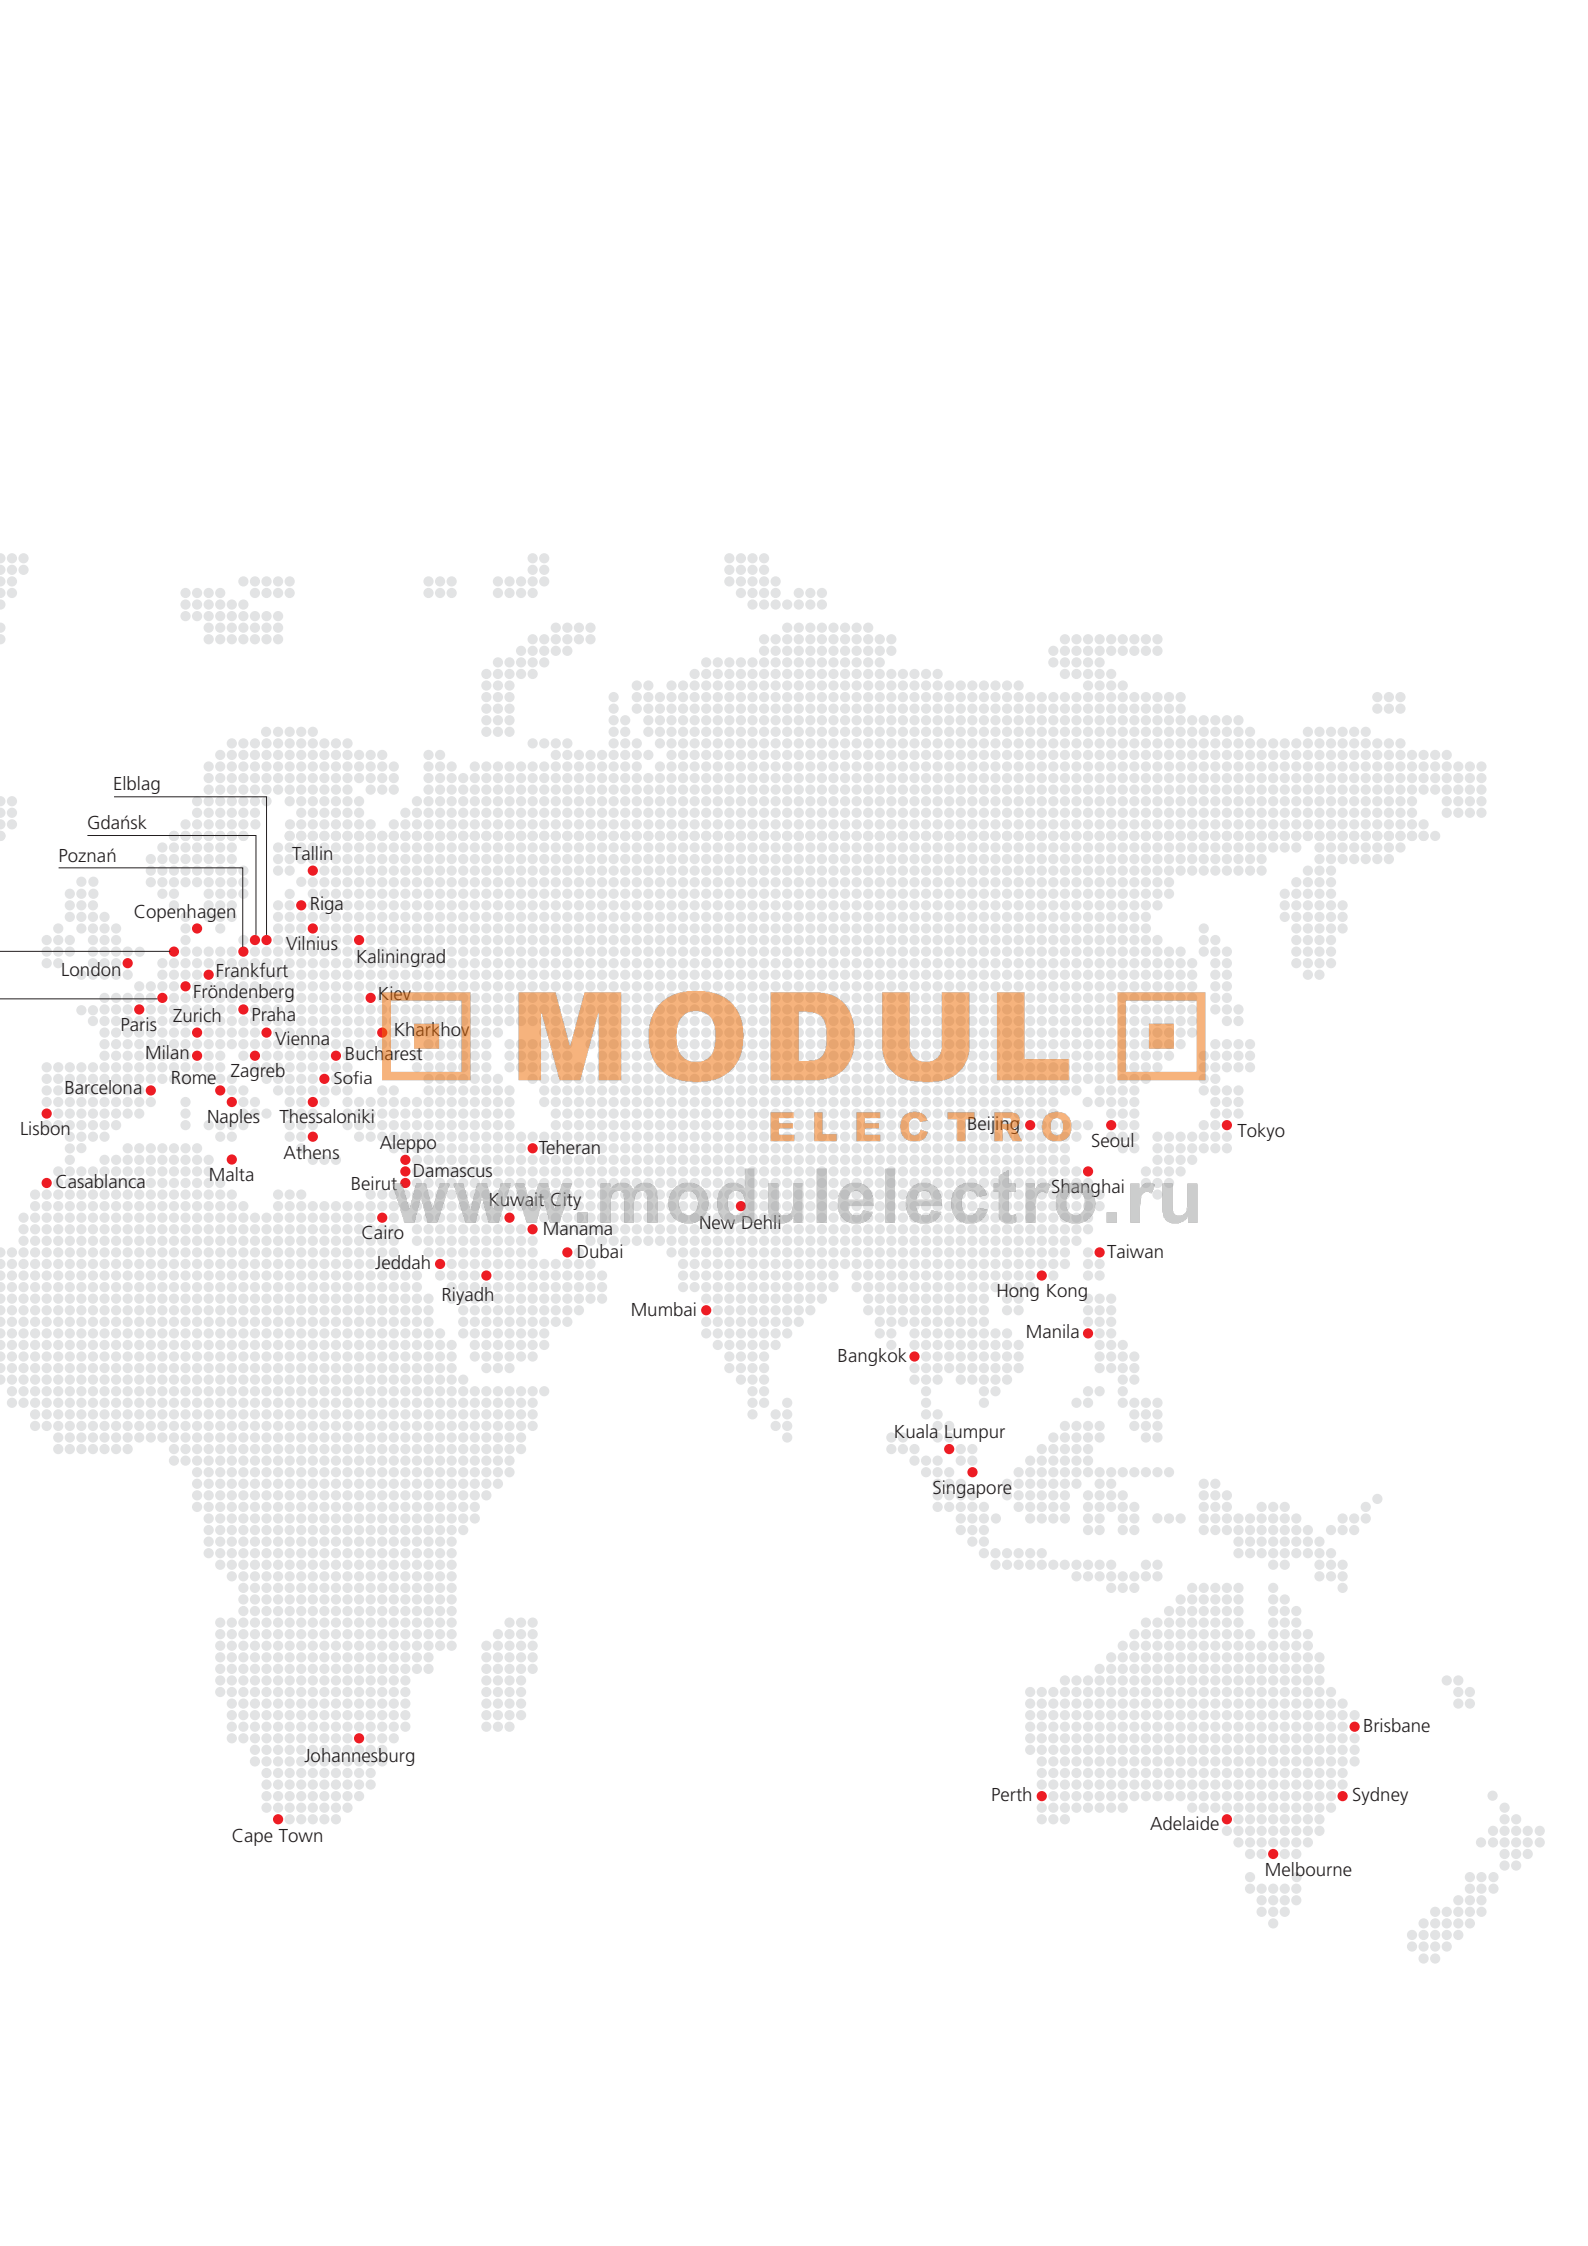 Elblag
Gdańsk
Poznań
Tallin
Riga
Copenhagen
Vilnius
Kaliningrad
London
Frankfurt
Fröndenberg
Kiev
Paris
Zurich
Praha
MODUL
Kharkhov
Vienna
Milan
Bucharest
Zagreb
Rome
Sofia
Barcelona
Naples
Thessaloniki
Lisbon
ELECTRO
Beijing
Seoul
Tokyo
Athens
Aleppo
Teheran
Malta
Damascus
Casablanca
Beirut
Shanghai
www.modulelectro.ru
Kuwait City
New Dehli
Cairo
Manama
Dubai
Taiwan
Jeddah
Riyadh
Hong Kong
Mumbai
Manila
Bangkok
Kuala Lumpur
Singapore
Brisbane
Johannesburg
Perth
Sydney
Adelaide
Cape Town
Melbourne